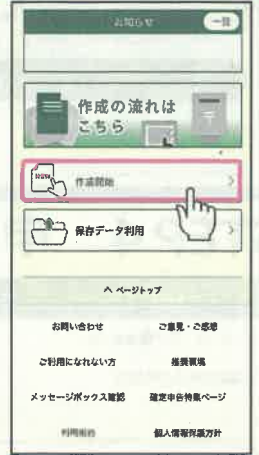 お知らせ
一覧
作成の流れは
こちら
作成開始
保存データ利用
へ ページトップ
お問い合わせ
ご意見・ご感想
ご利用になれない方
推奨環境
メッセージボックス確認
確定申告特集ページ
利用規約
個人情報保護方針